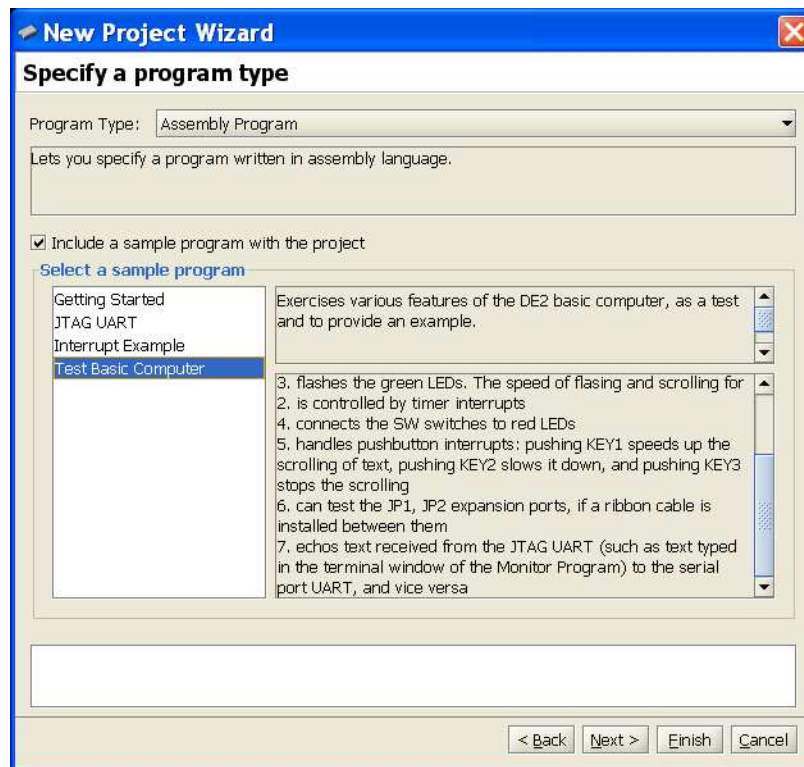 New Project Wizard
Specify a program type
Program Type: Assembly Program
Lets you specify a program written in assembly language.
Include a sample program with the project
Select a sample program
Getting Started
JTAG UART
Interrupt Example
Test Basic Computer
Exercises various features of the DE2 basic computer, as a test
and to provide an example.
3. flashes the green LEDs. The speed of flasing and scrolling for
2. is controlled by timer interrupts
4. connects the SW switches to red LEDs
5. handles pushbutton interrupts: pushing KEY1 speeds up the
scrolling of text, pushing KEY2 slows it down, and pushing KEY3
stops the scrolling
6. can test the JP1, JP2 expansion ports, if a ribbon cable is
installed between them
7. echos text received from the JTAG UART (such as text typed
in the terminal window of the Monitor Program) to the serial
port UART, and vice versa
< Back Next > Finish Cancel